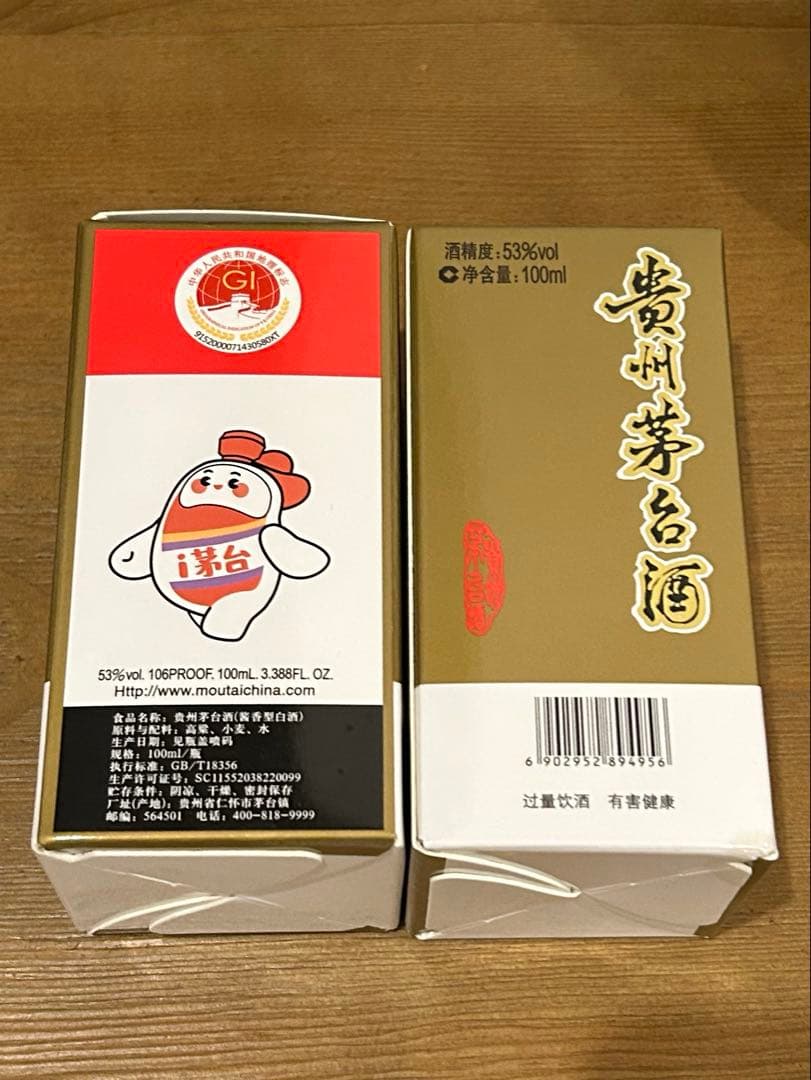 中华人民共和国地理标志
GI
GEOGRAPHICAL INDICATION OF P.R.CHINA
9152000071430580XT
i茅台
53%vol. 106PROOF. 100mL. 3.388FL. OZ.
Http://www.moutaichina.com
食品名称: 贵州茅台酒(酱香型白酒)
原料与配料: 高粱、小麦、水
生产日期: 见瓶盖喷码
规格: 100ml/瓶
执行标准: GB/T18356
生产许可证号: SC11552038220099
贮存条件: 阴凉、干燥、密封保存
厂址(产地): 贵州省仁怀市茅台镇
邮编: 564501 电话: 400-818-9999
酒精度: 53%vol
净含量: 100ml
貴州茅台酒
6 902952 894956
过量饮酒 有害健康